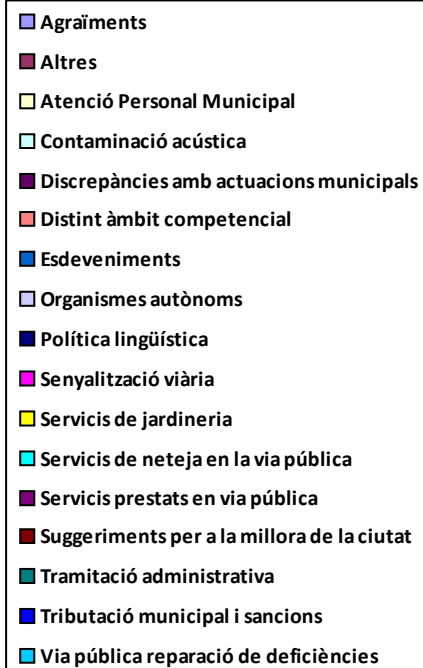 Agraïments
Altres
Atenció Personal Municipal
Contaminació acústica
Discrepàncies amb actuacions municipals
Distint àmbit competencial
Esdeveniments
Organismes autònoms
Política lingüística
Senyalització viària
Servicis de jardineria
Servicis de neteja en la via pública
Servicis prestats en via pública
Suggeriments per a la millora de la ciutat
Tramitació administrativa
Tributació municipal i sancions
Via pública reparació de deficiències